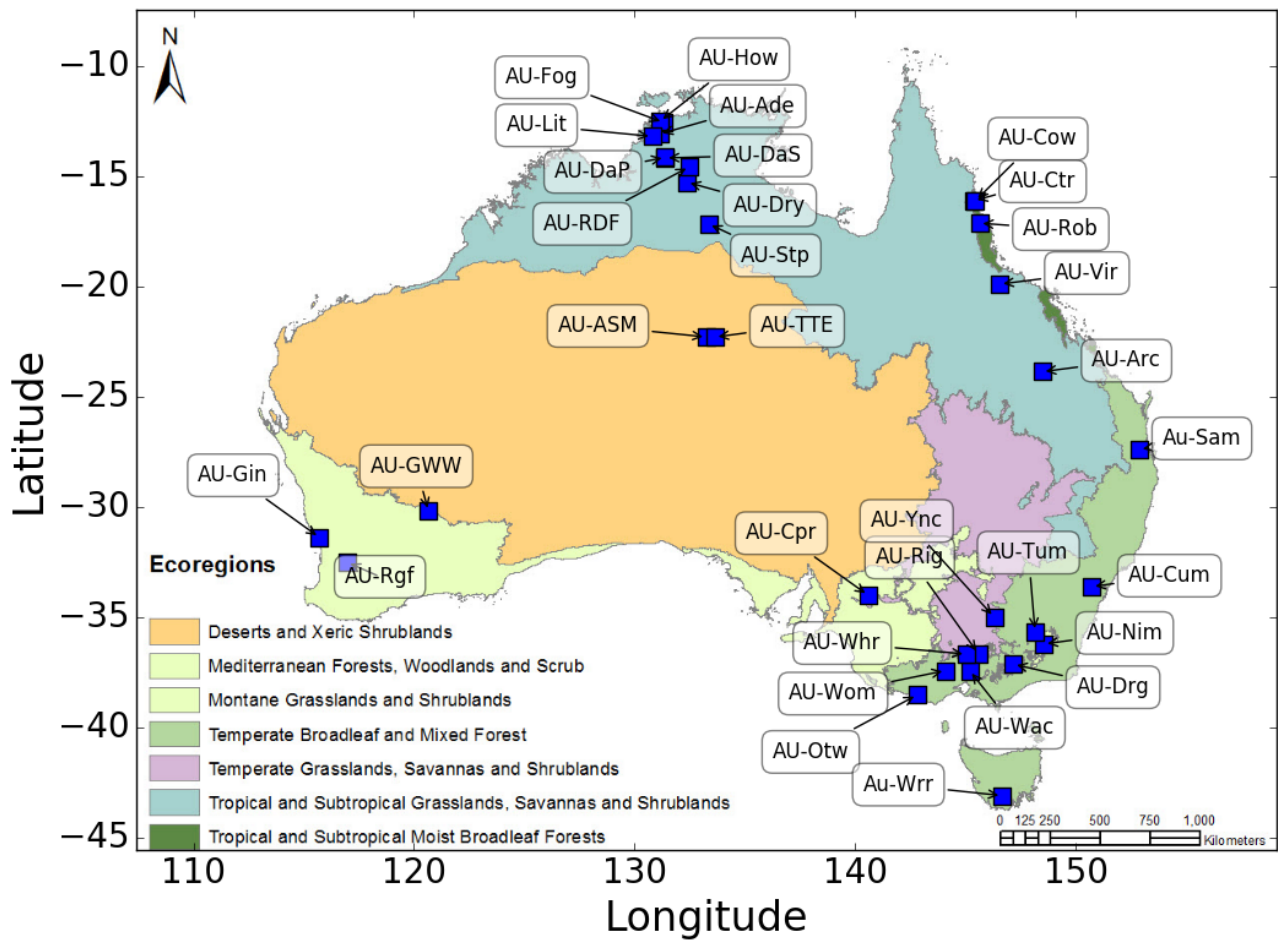 N
AU-How
AU-Fog
AU-Ade
AU-Lit
AU-Cow
AU-DaS
AU-DaP
AU-Ctr
AU-Dry
AU-RDF
AU-Rob
AU-Stp
AU-Vir
AU-ASM
AU-TTE
AU-Arc
Au-Sam
AU-GWW
AU-Gin
AU-Ync
AU-Cpr
AU-Tum
AU-Rig
AU-Rgf
AU-Cum
AU-Nim
AU-Whr
AU-Drg
AU-Wom
AU-Wac
AU-Otw
Au-Wrr
Ecoregions
Deserts and Xeric Shrublands
Mediterranean Forests, Woodlands and Scrub
Montane Grasslands and Shrublands
Temperate Broadleaf and Mixed Forest
Temperate Grasslands, Savannas and Shrublands
Tropical and Subtropical Grasslands, Savannas and Shrublands
Tropical and Subtropical Moist Broadleaf Forests
0 125 250 500 750 1,000
Kilometers
Latitude
−10
−15
−20
−25
−30
−35
−40
−45
110 120 130 140 150
Longitude